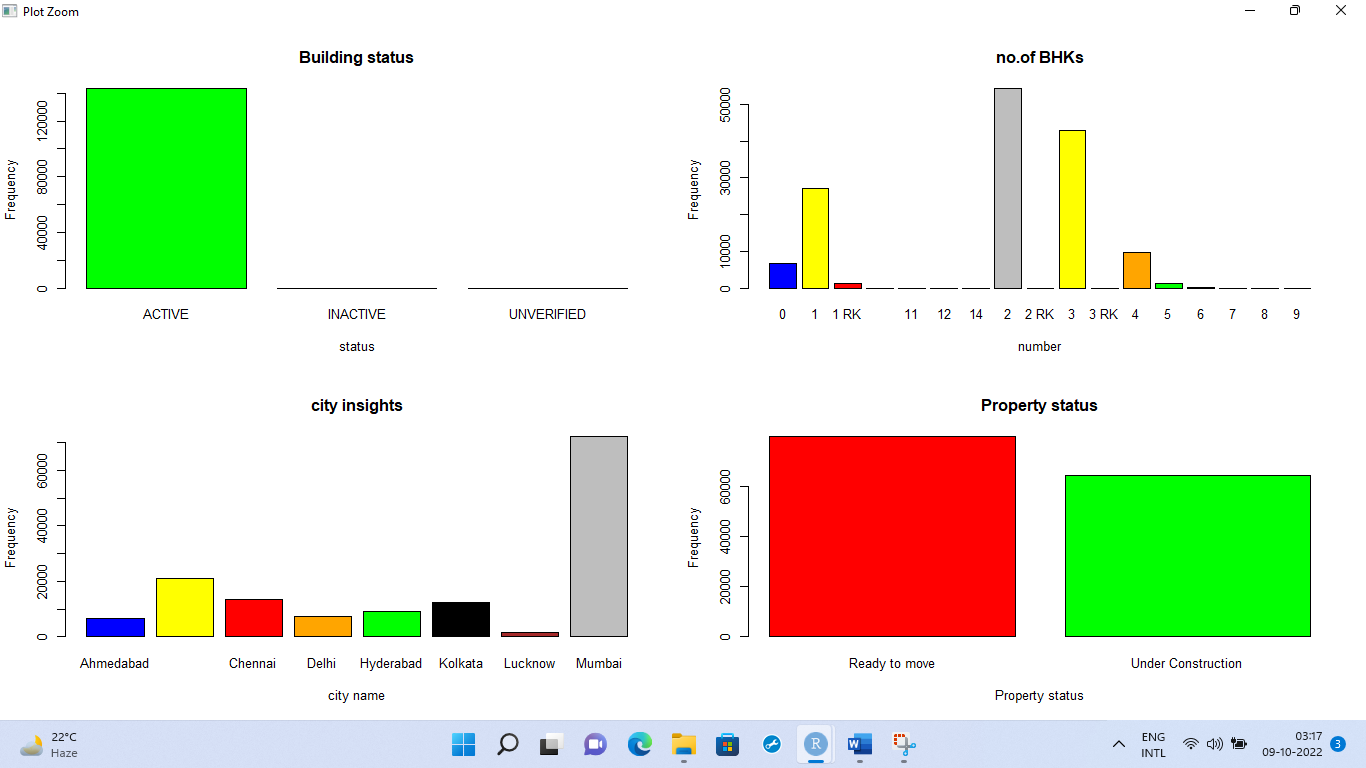 Plot Zoom
Building status
Frequency
0 40000 80000 120000
ACTIVE INACTIVE UNVERIFIED
status
no.of BHKs
Frequency
0 10000 30000 50000
0 1 1 RK 11 12 14 2 2 RK 3 3 RK 4 5 6 7 8 9
number
city insights
Frequency
0 20000 40000 60000
Ahmedabad Chennai Delhi Hyderabad Kolkata Lucknow Mumbai
city name
Property status
Frequency
0 20000 40000 60000
Ready to move Under Construction
Property status
22°C
Haze
R
W
ENG
INTL
03:17
09-10-2022
3